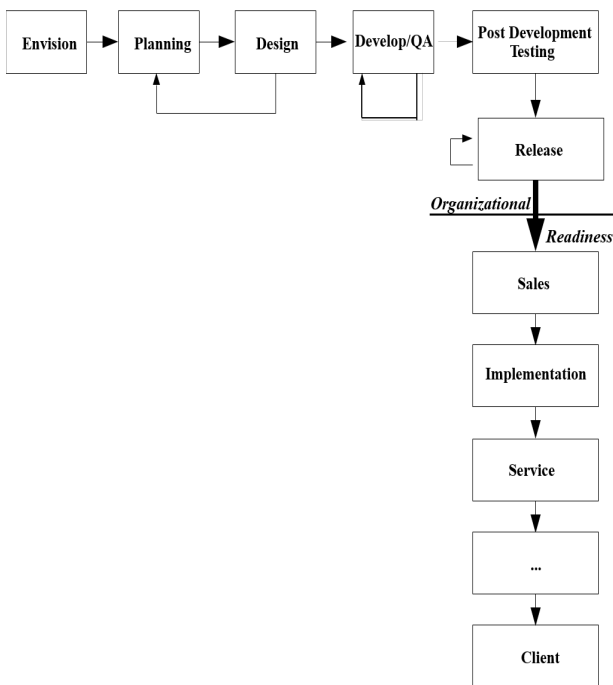 Envision
Planning
Design
Develop/QA
Post Development
Testing
Release
Organizational
Readiness
Sales
Implementation
Service
...
Client